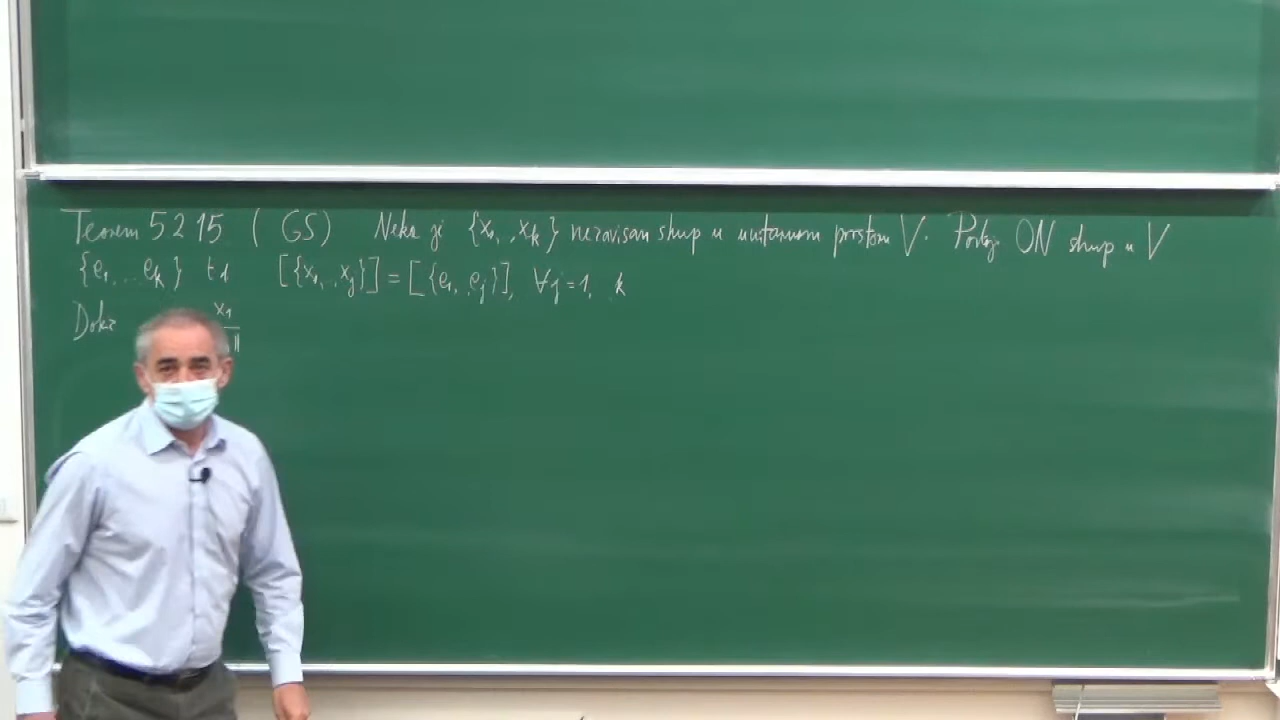 Teorem 5.2.15. (GS) Neka je {x₁, ., xₖ} nezavisan skup u unitarnom prostoru V. Postoji ON skup u V
{e₁, ... eₖ} t.d. [{x₁, ., xⱼ}] = [{e₁, ., eⱼ}], ∀j = 1, . k
Dokaz x₁ ||